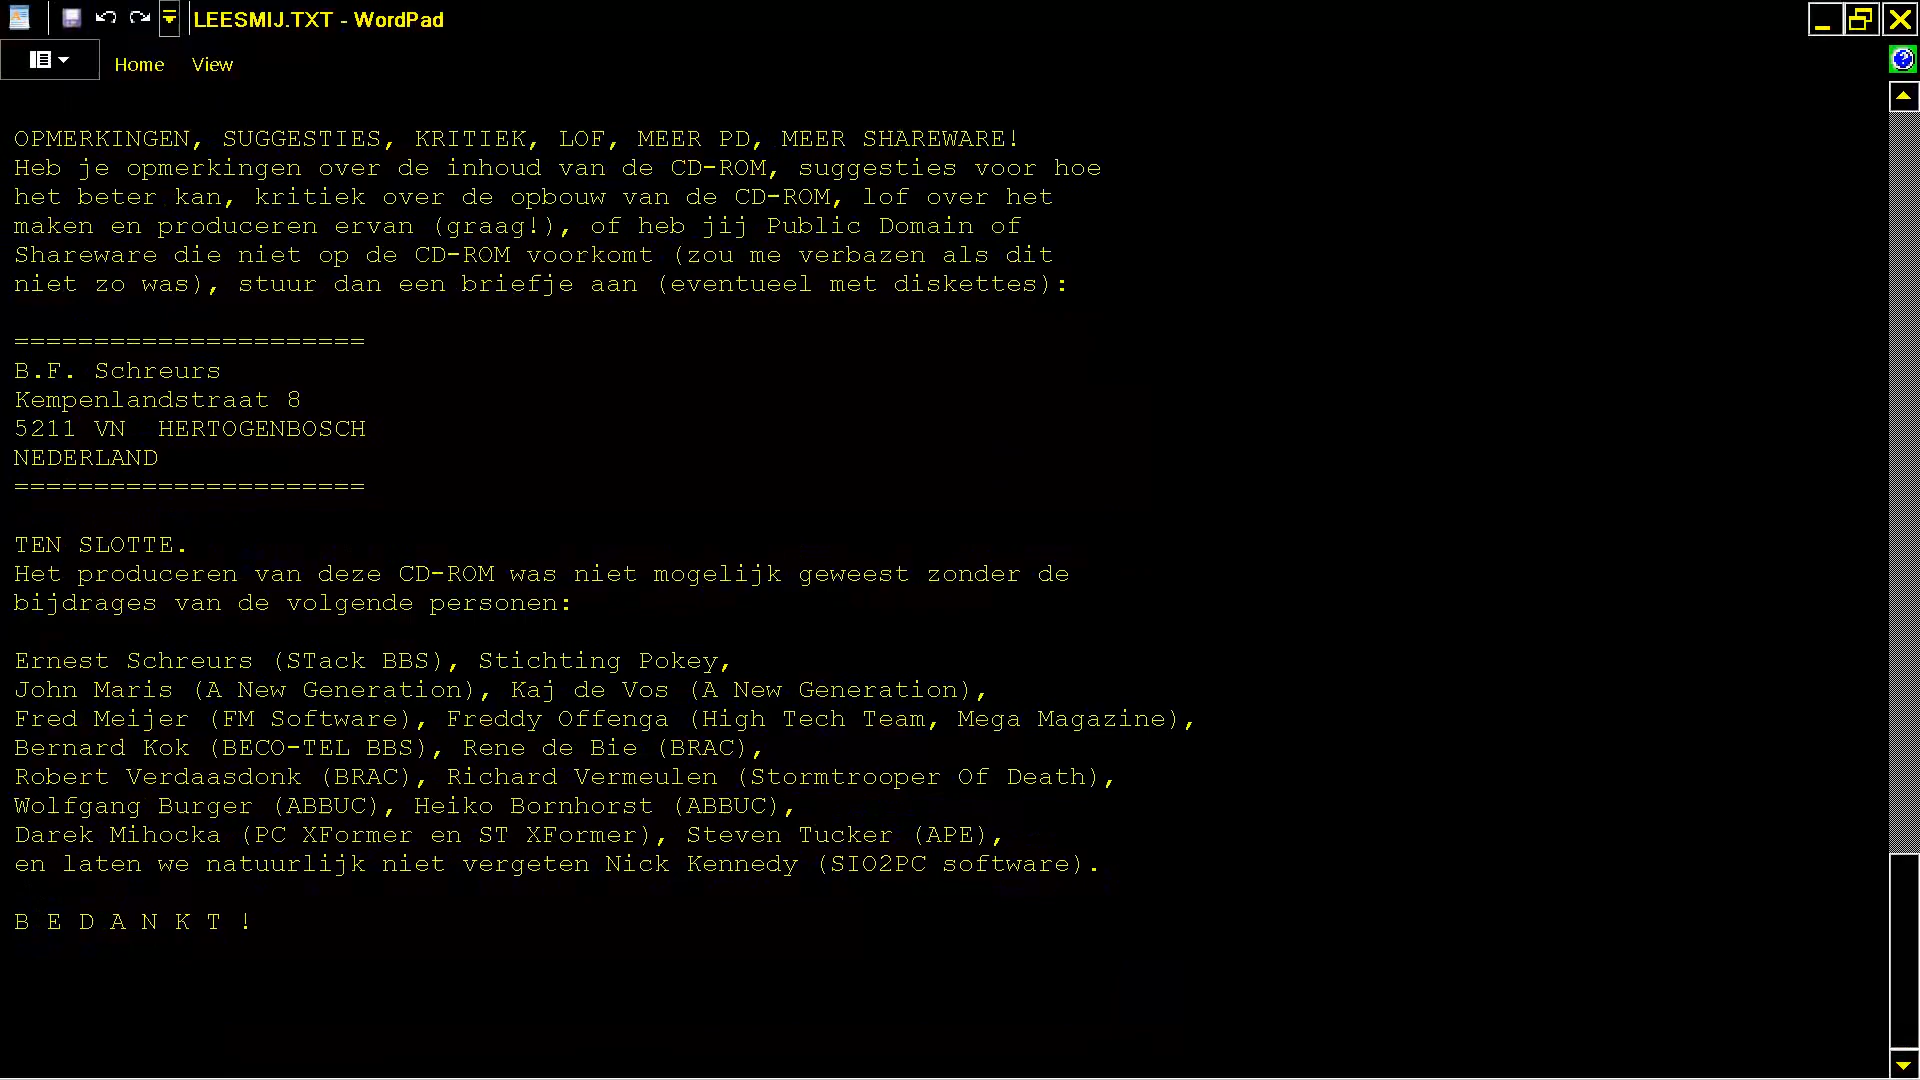 LEESMIJ.TXT - WordPad
Home View
OPMERKINGEN, SUGGESTIES, KRITIEK, LOF, MEER PD, MEER SHAREWARE!
Heb je opmerkingen over de inhoud van de CD-ROM, suggesties voor hoe
het beter kan, kritiek over de opbouw van de CD-ROM, lof over het
maken en produceren ervan (graag!), of heb jij Public Domain of
Shareware die niet op de CD-ROM voorkomt (zou me verbazen als dit
niet zo was), stuur dan een briefje aan (eventueel met diskettes):
======================
B.F. Schreurs
Kempenlandstraat 8
5211 VN  HERTOGENBOSCH
NEDERLAND
======================
TEN SLOTTE.
Het produceren van deze CD-ROM was niet mogelijk geweest zonder de
bijdrages van de volgende personen:
Ernest Schreurs (STack BBS), Stichting Pokey,
John Maris (A New Generation), Kaj de Vos (A New Generation),
Fred Meijer (FM Software), Freddy Offenga (High Tech Team, Mega Magazine),
Bernard Kok (BECO-TEL BBS), Rene de Bie (BRAC),
Robert Verdaasdonk (BRAC), Richard Vermeulen (Stormtrooper Of Death),
Wolfgang Burger (ABBUC), Heiko Bornhorst (ABBUC),
Darek Mihocka (PC XFormer en ST XFormer), Steven Tucker (APE),
en laten we natuurlijk niet vergeten Nick Kennedy (SIO2PC software).
B E D A N K T !